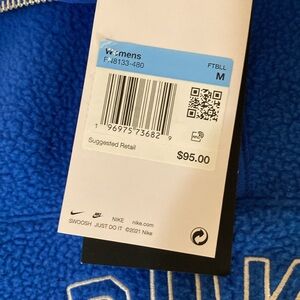 Womens FTBLL
FN8133-480 M
1 96975 73682 9
Suggested Retail
$95.00
NIKE nike.com
SWOOSH JUST DO IT ©2021 Nike